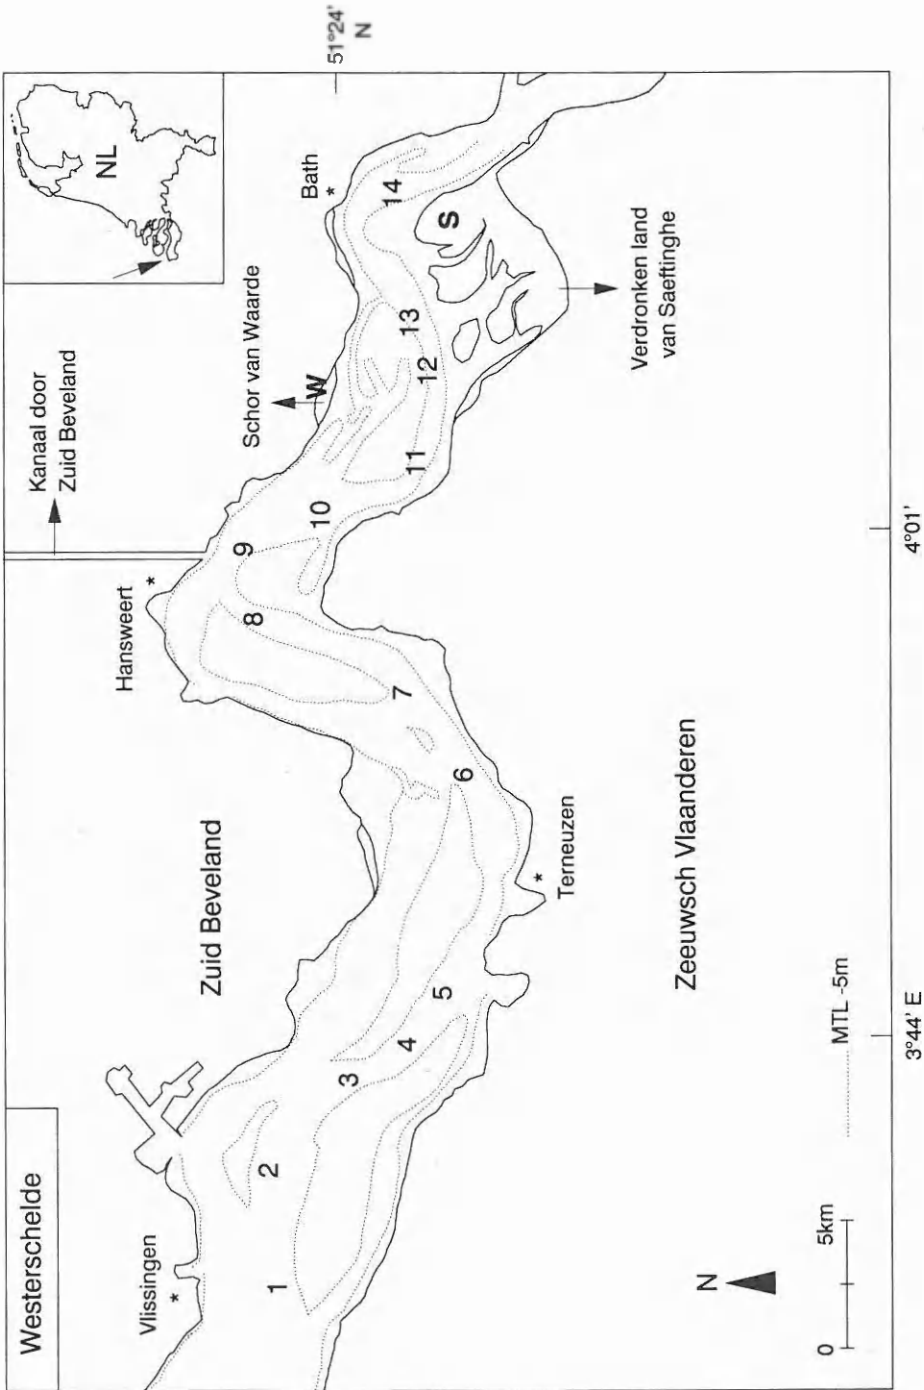 Westerschelde
Vlissingen
Zuid Beveland
Hansweert
Kanaal door
Zuid Beveland
Schor van Waarde
W
Bath
NL
51°24'
N
1
2
3
4
5
6
7
8
9
10
11
12
13
14
S
Verdronken land
van Saeftinghe
Terneuzen
Zeeuwsch Vlaanderen
N
0
5km
MTL -5m
3°44' E
4°01'